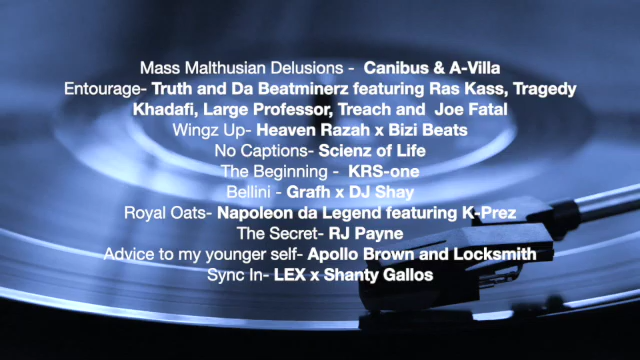 Mass Malthusian Delusions -  Canibus & A-Villa
Entourage- Truth and Da Beatminerz featuring Ras Kass, Tragedy
Khadafi, Large Professor, Treach and  Joe Fatal
Wingz Up- Heaven Razah x Bizi Beats
No Captions- Scienz of Life
The Beginning -  KRS-one
Bellini - Grafh x DJ Shay
Royal Oats- Napoleon da Legend featuring K-Prez
The Secret- RJ Payne
Advice to my younger self- Apollo Brown and Locksmith
Sync In- LEX x Shanty Gallos